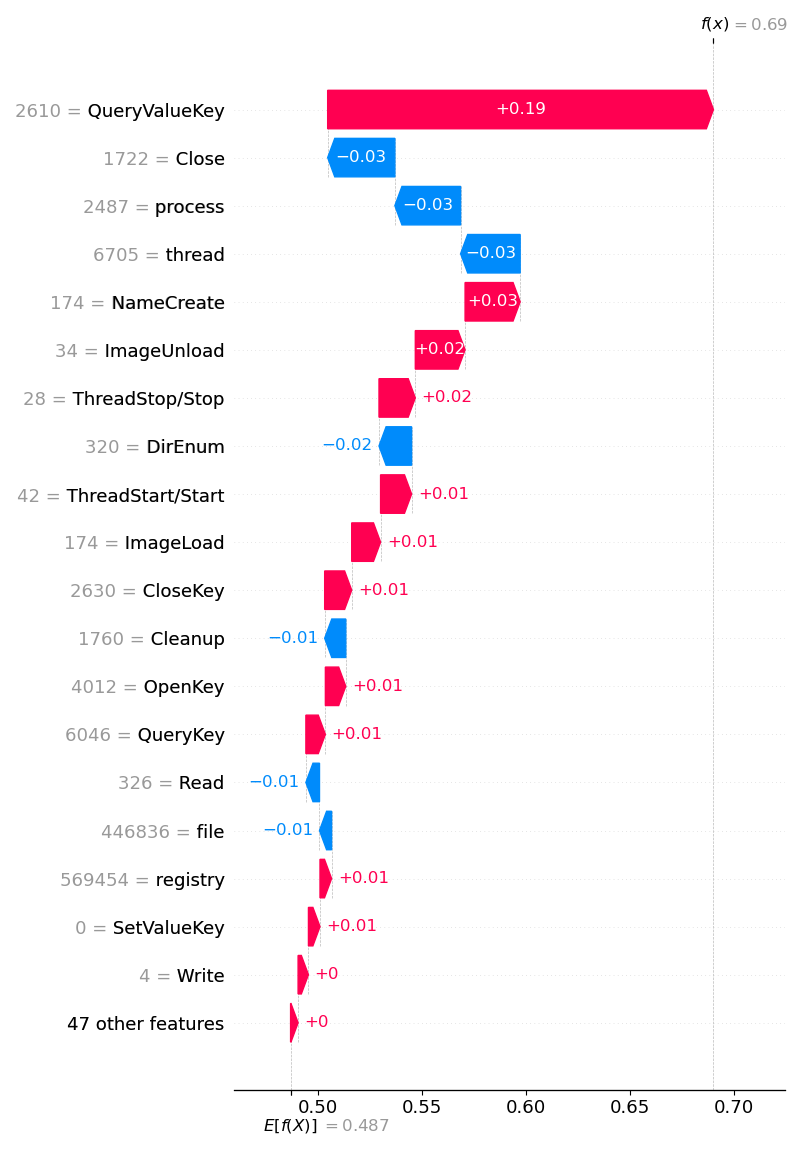 f(x) = 0.69
2610 = QueryValueKey +0.19
1722 = Close −0.03
2487 = process −0.03
6705 = thread −0.03
174 = NameCreate +0.03
34 = ImageUnload +0.02
28 = ThreadStop/Stop +0.02
320 = DirEnum −0.02
42 = ThreadStart/Start +0.01
174 = ImageLoad +0.01
2630 = CloseKey +0.01
1760 = Cleanup −0.01
4012 = OpenKey +0.01
6046 = QueryKey +0.01
326 = Read −0.01
446836 = file −0.01
569454 = registry +0.01
0 = SetValueKey +0.01
4 = Write +0
47 other features +0
0.50 0.55 0.60 0.65 0.70
E[f(X)] = 0.487